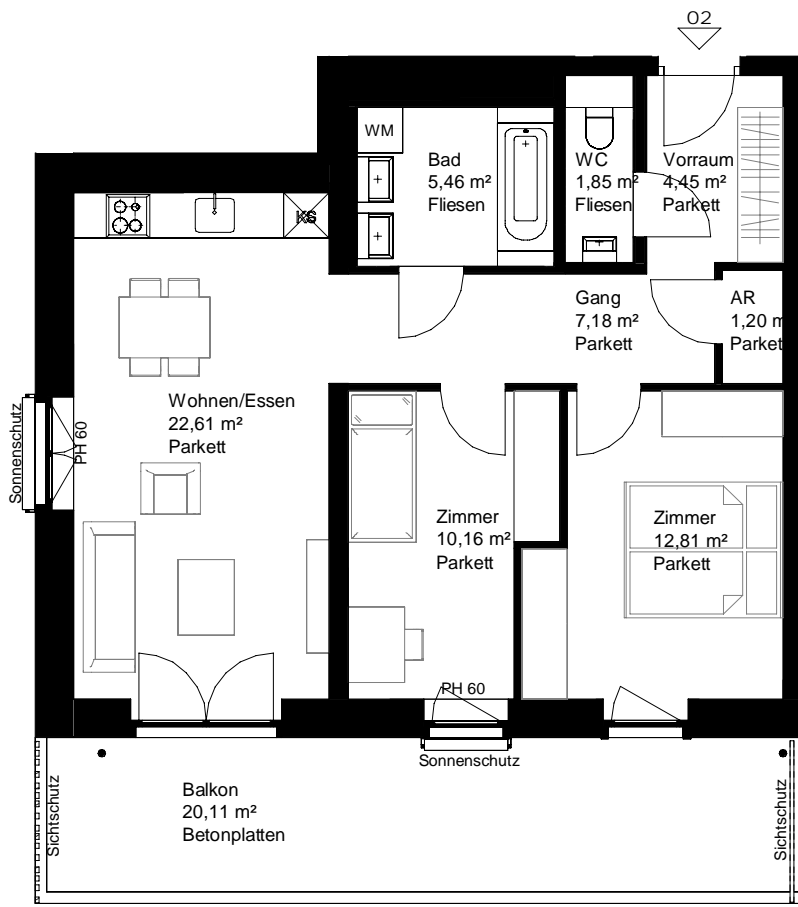 02
WM
Bad
5,46 m²
Fliesen
WC
1,85 m²
Fliesen
Vorraum
4,45 m²
Parkett
KS
Gang
7,18 m²
Parkett
AR
1,20 m
Parkett
Wohnen/Essen
22,61 m²
Parkett
Sonnenschutz
PH 60
Zimmer
10,16 m²
Parkett
Zimmer
12,81 m²
Parkett
PH 60
Sonnenschutz
Balkon
20,11 m²
Betonplatten
Sichtschutz
Sichtschutz